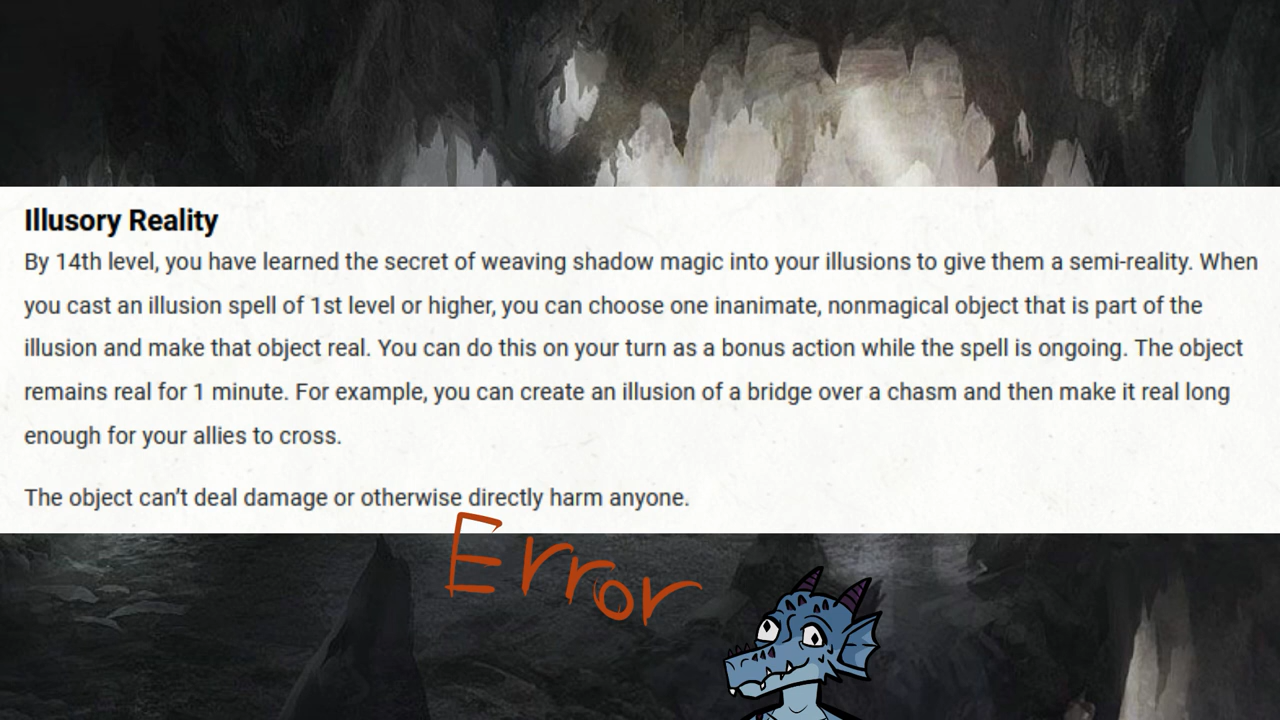 Illusory Reality
By 14th level, you have learned the secret of weaving shadow magic into your illusions to give them a semi-reality. When
you cast an illusion spell of 1st level or higher, you can choose one inanimate, nonmagical object that is part of the
illusion and make that object real. You can do this on your turn as a bonus action while the spell is ongoing. The object
remains real for 1 minute. For example, you can create an illusion of a bridge over a chasm and then make it real long
enough for your allies to cross.
The object can't deal damage or otherwise directly harm anyone.
Error